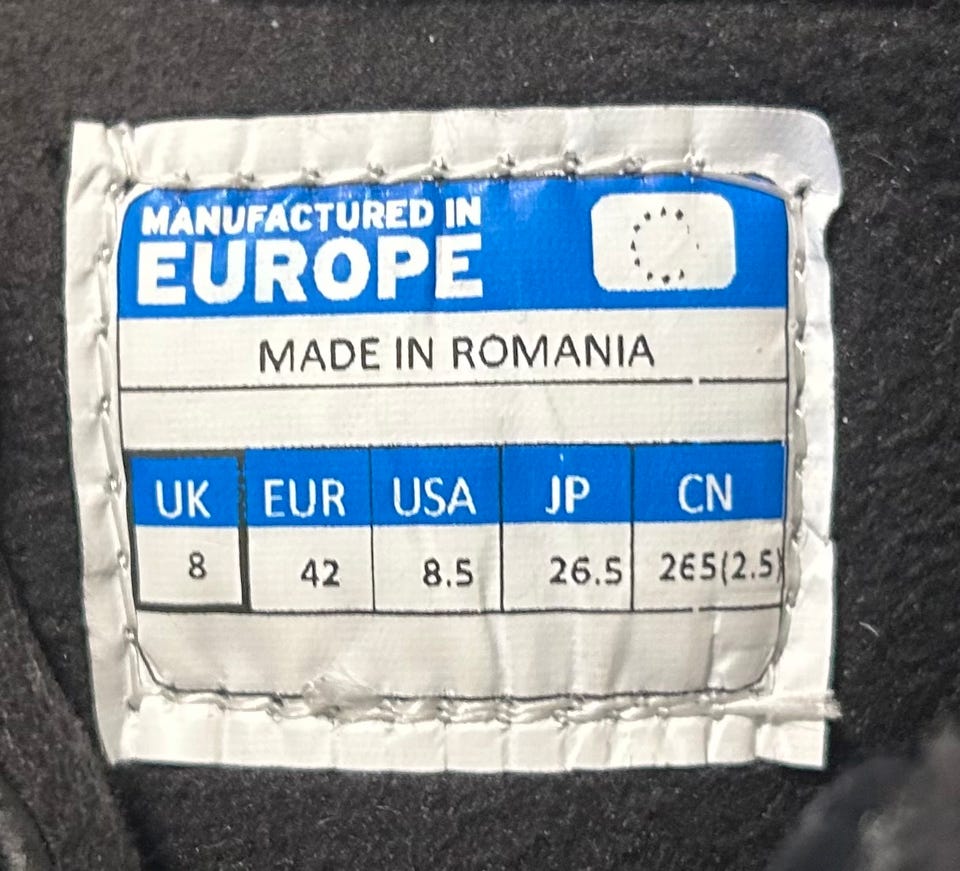 MANUFACTURED IN
EUROPE
MADE IN ROMANIA
UK EUR USA JP CN
8 42 8.5 26.5 265(2.5)